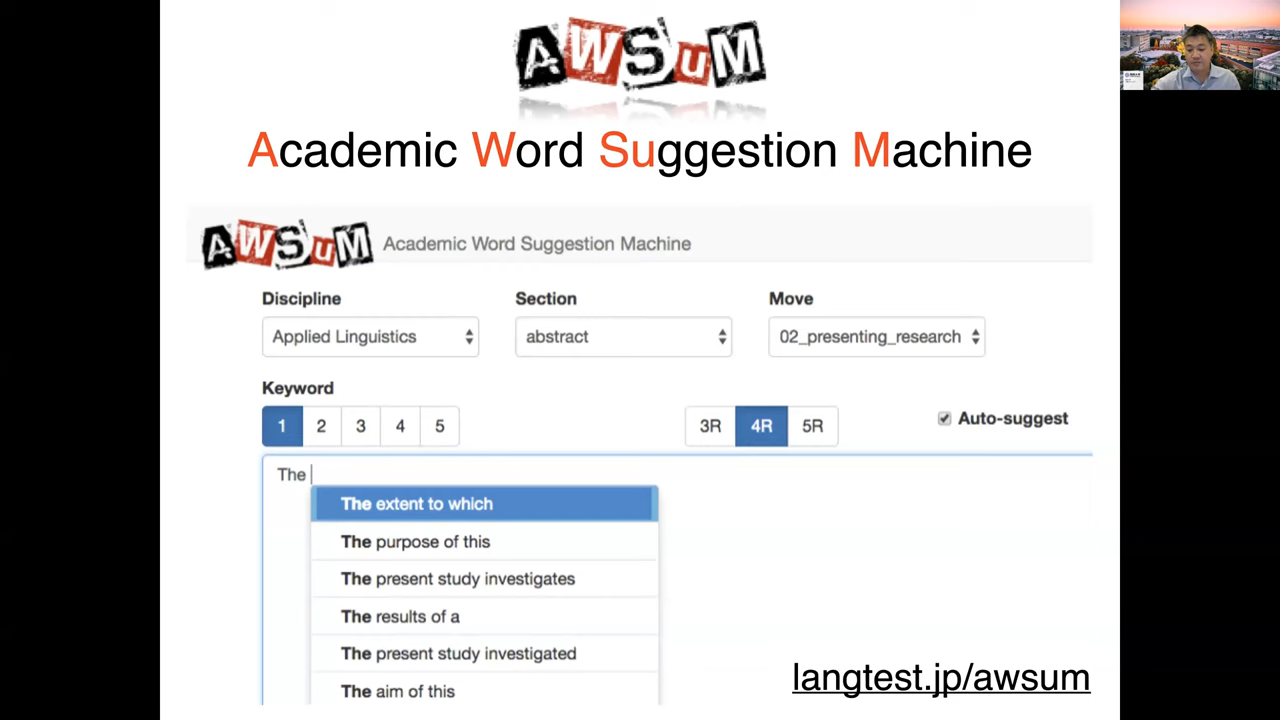 AWSuM
Academic Word Suggestion Machine
AWSuM Academic Word Suggestion Machine
Discipline Section Move
Applied Linguistics abstract 02_presenting_research
Keyword
1 2 3 4 5 3R 4R 5R Auto-suggest
The
The extent to which
The purpose of this
The present study investigates
The results of a
The present study investigated
The aim of this
langtest.jp/awsum